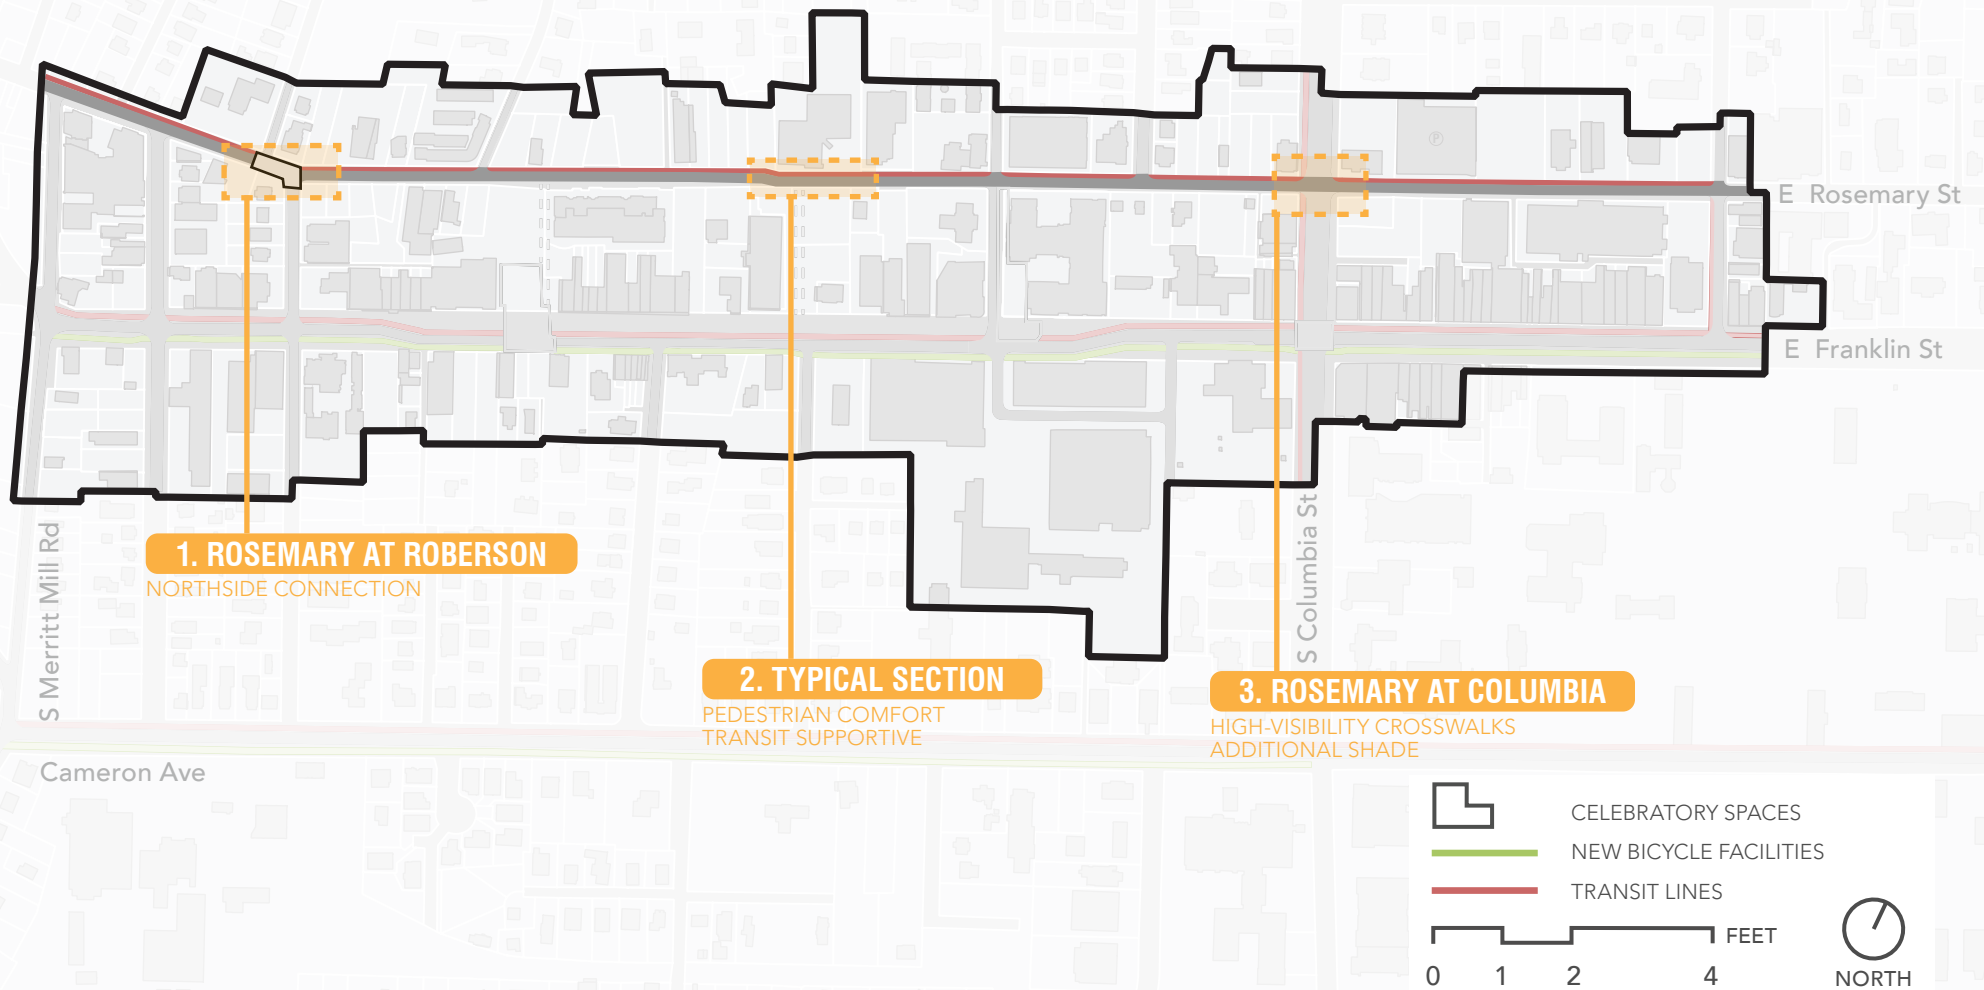 P
E Rosemary St
E Franklin St
S Merritt Mill Rd
S Columbia St
1. ROSEMARY AT ROBERSON
NORTHSIDE CONNECTION
2. TYPICAL SECTION
PEDESTRIAN COMFORT
TRANSIT SUPPORTIVE
3. ROSEMARY AT COLUMBIA
HIGH-VISIBILITY CROSSWALKS
ADDITIONAL SHADE
Cameron Ave
CELEBRATORY SPACES
NEW BICYCLE FACILITIES
TRANSIT LINES
FEET
0 1 2 4
NORTH